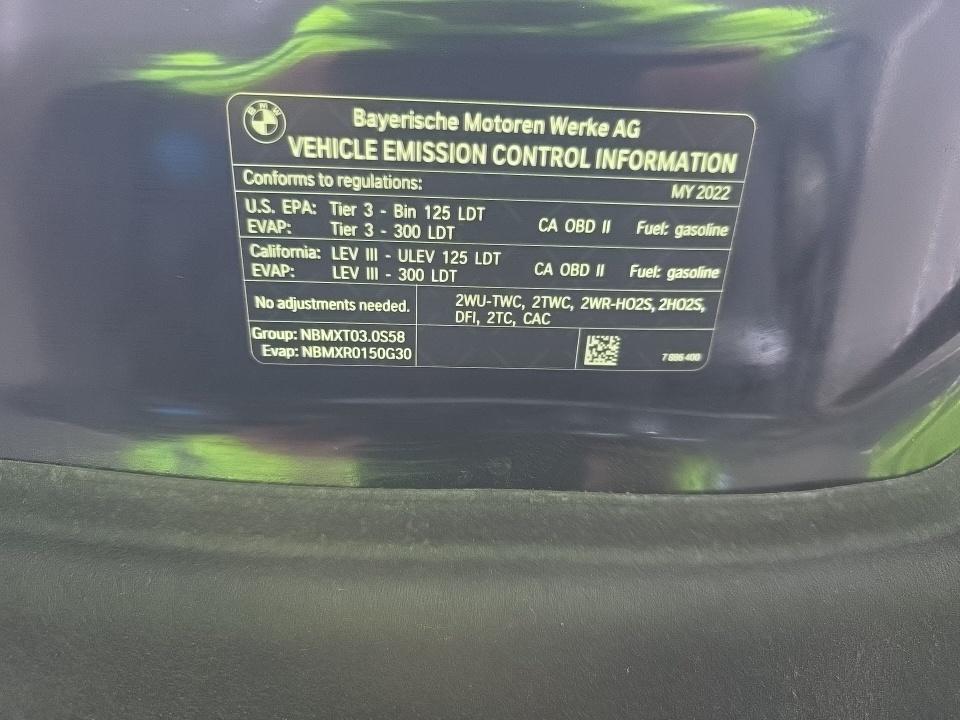 BMW
Bayerische Motoren Werke AG
VEHICLE EMISSION CONTROL INFORMATION
Conforms to regulations: MY 2022
U.S. EPA: Tier 3 - Bin 125 LDT CA OBD II Fuel: gasoline
EVAP: Tier 3 - 300 LDT
California: LEV III - ULEV 125 LDT CA OBD II Fuel: gasoline
EVAP: LEV III - 300 LDT
No adjustments needed.
2WU-TWC, 2TWC, 2WR-HO2S, 2HO2S,
DFI, 2TC, CAC
Group: NBMXT03.0S58
Evap: NBMXR0150G30